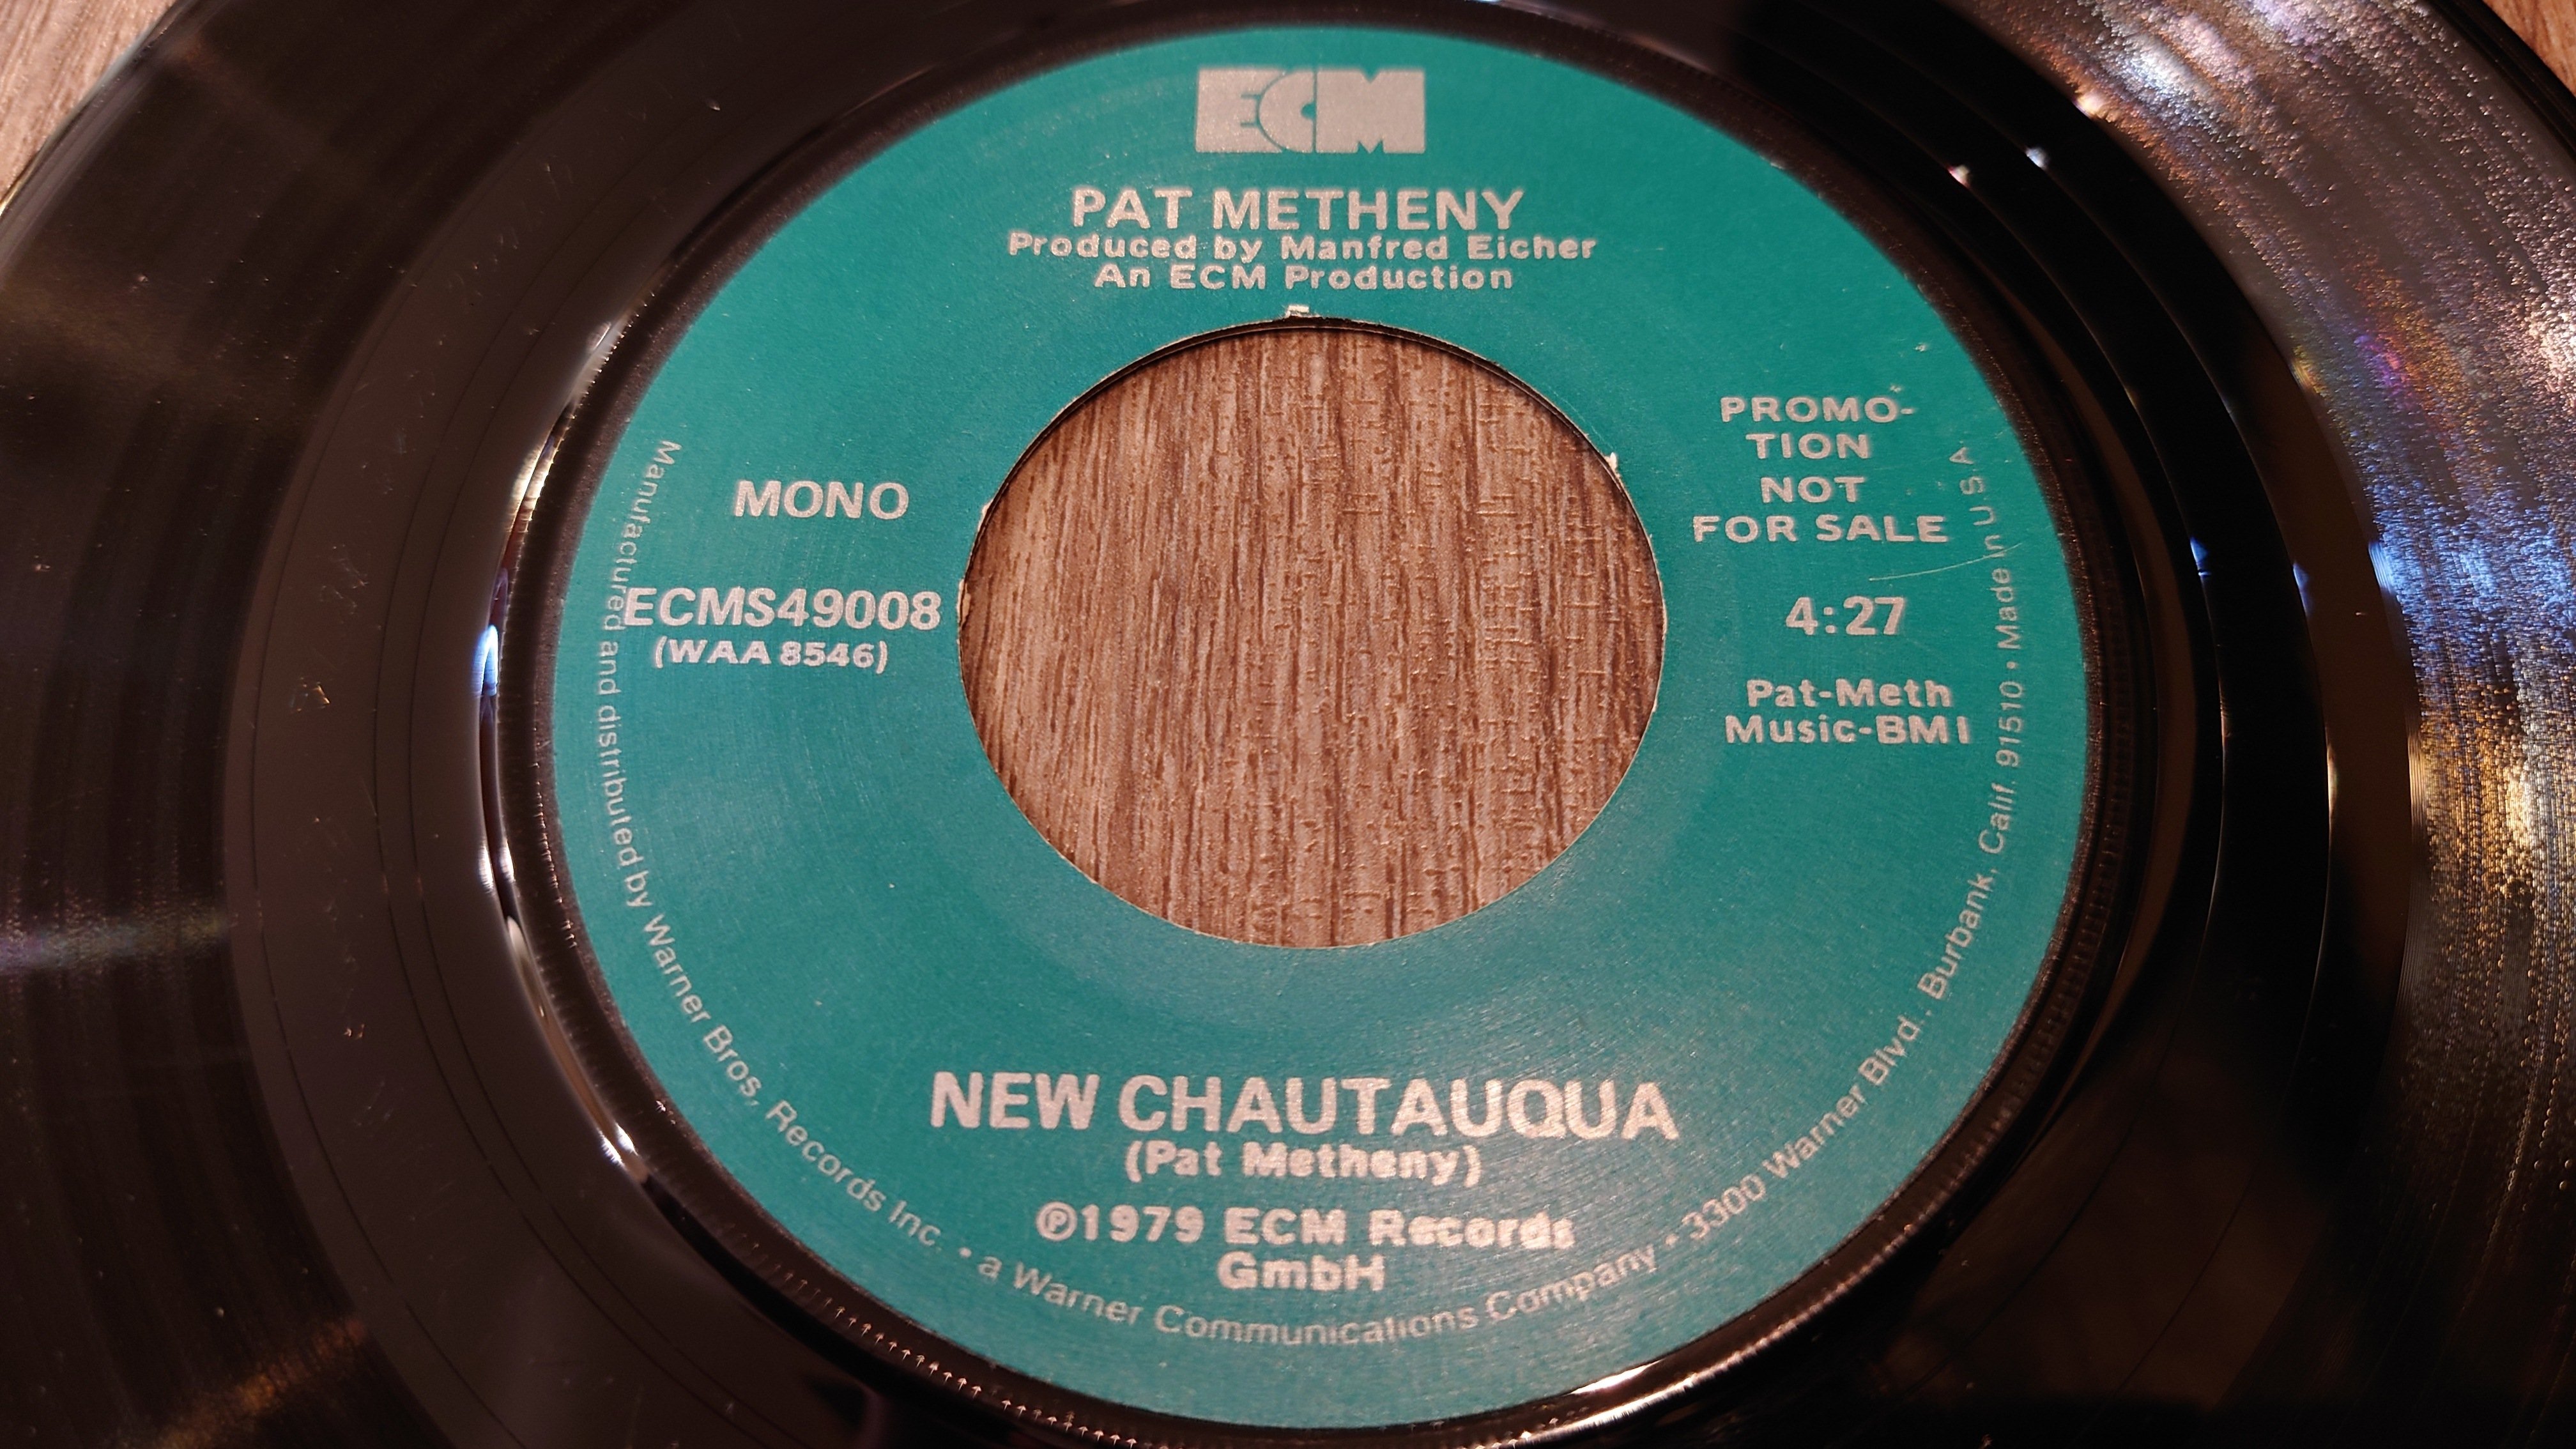 ECM
PAT METHENY
Produced by Manfred Eicher
An ECM Production
MONO
ECMS49008
(WAA 8546)
PROMO-
TION
NOT
FOR SALE
4:27
Pat-Meth
Music-BMI
NEW CHAUTAUQUA
(Pat Metheny)
℗1979 ECM Records
GmbH
Manufactured and distributed by Warner Bros. Records Inc. • a Warner Communications Company • 3300 Warner Blvd., Burbank, Calif. 91510 • Made in U.S.A.